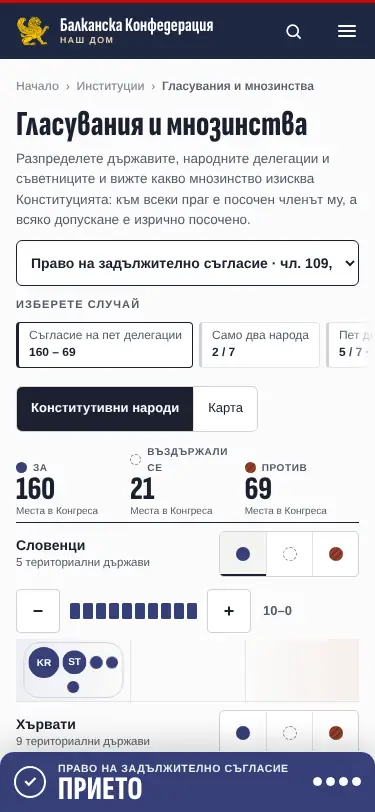 Балканска Конфедерация
НАШ ДОМ
Начало › Институции › Гласувания и мнозинства
Гласувания и мнозинства
Разпределете държавите, народните делегации и
съветниците и вижте какво мнозинство изисква
Конституцията: към всеки праг е посочен членът му, а
всяко допускане е изрично посочено.
Право на задължително съгласие · чл. 109,
ИЗБЕРЕТЕ СЛУЧАЙ
Съгласие на пет делегации
160 – 69
Само два народа
2 / 7
Пет д
5 / 7 ·
Конститутивни народи
Карта
ЗА
160
Места в Конгреса
ВЪЗДЪРЖАЛИ
СЕ
21
Места в Конгреса
ПРОТИВ
69
Места в Конгреса
Словенци
5 териториални държави
− + 10–0
KR ST
Хървати
9 териториални държави
ПРАВО НА ЗАДЪЛЖИТЕЛНО СЪГЛАСИЕ
ПРИЕТО